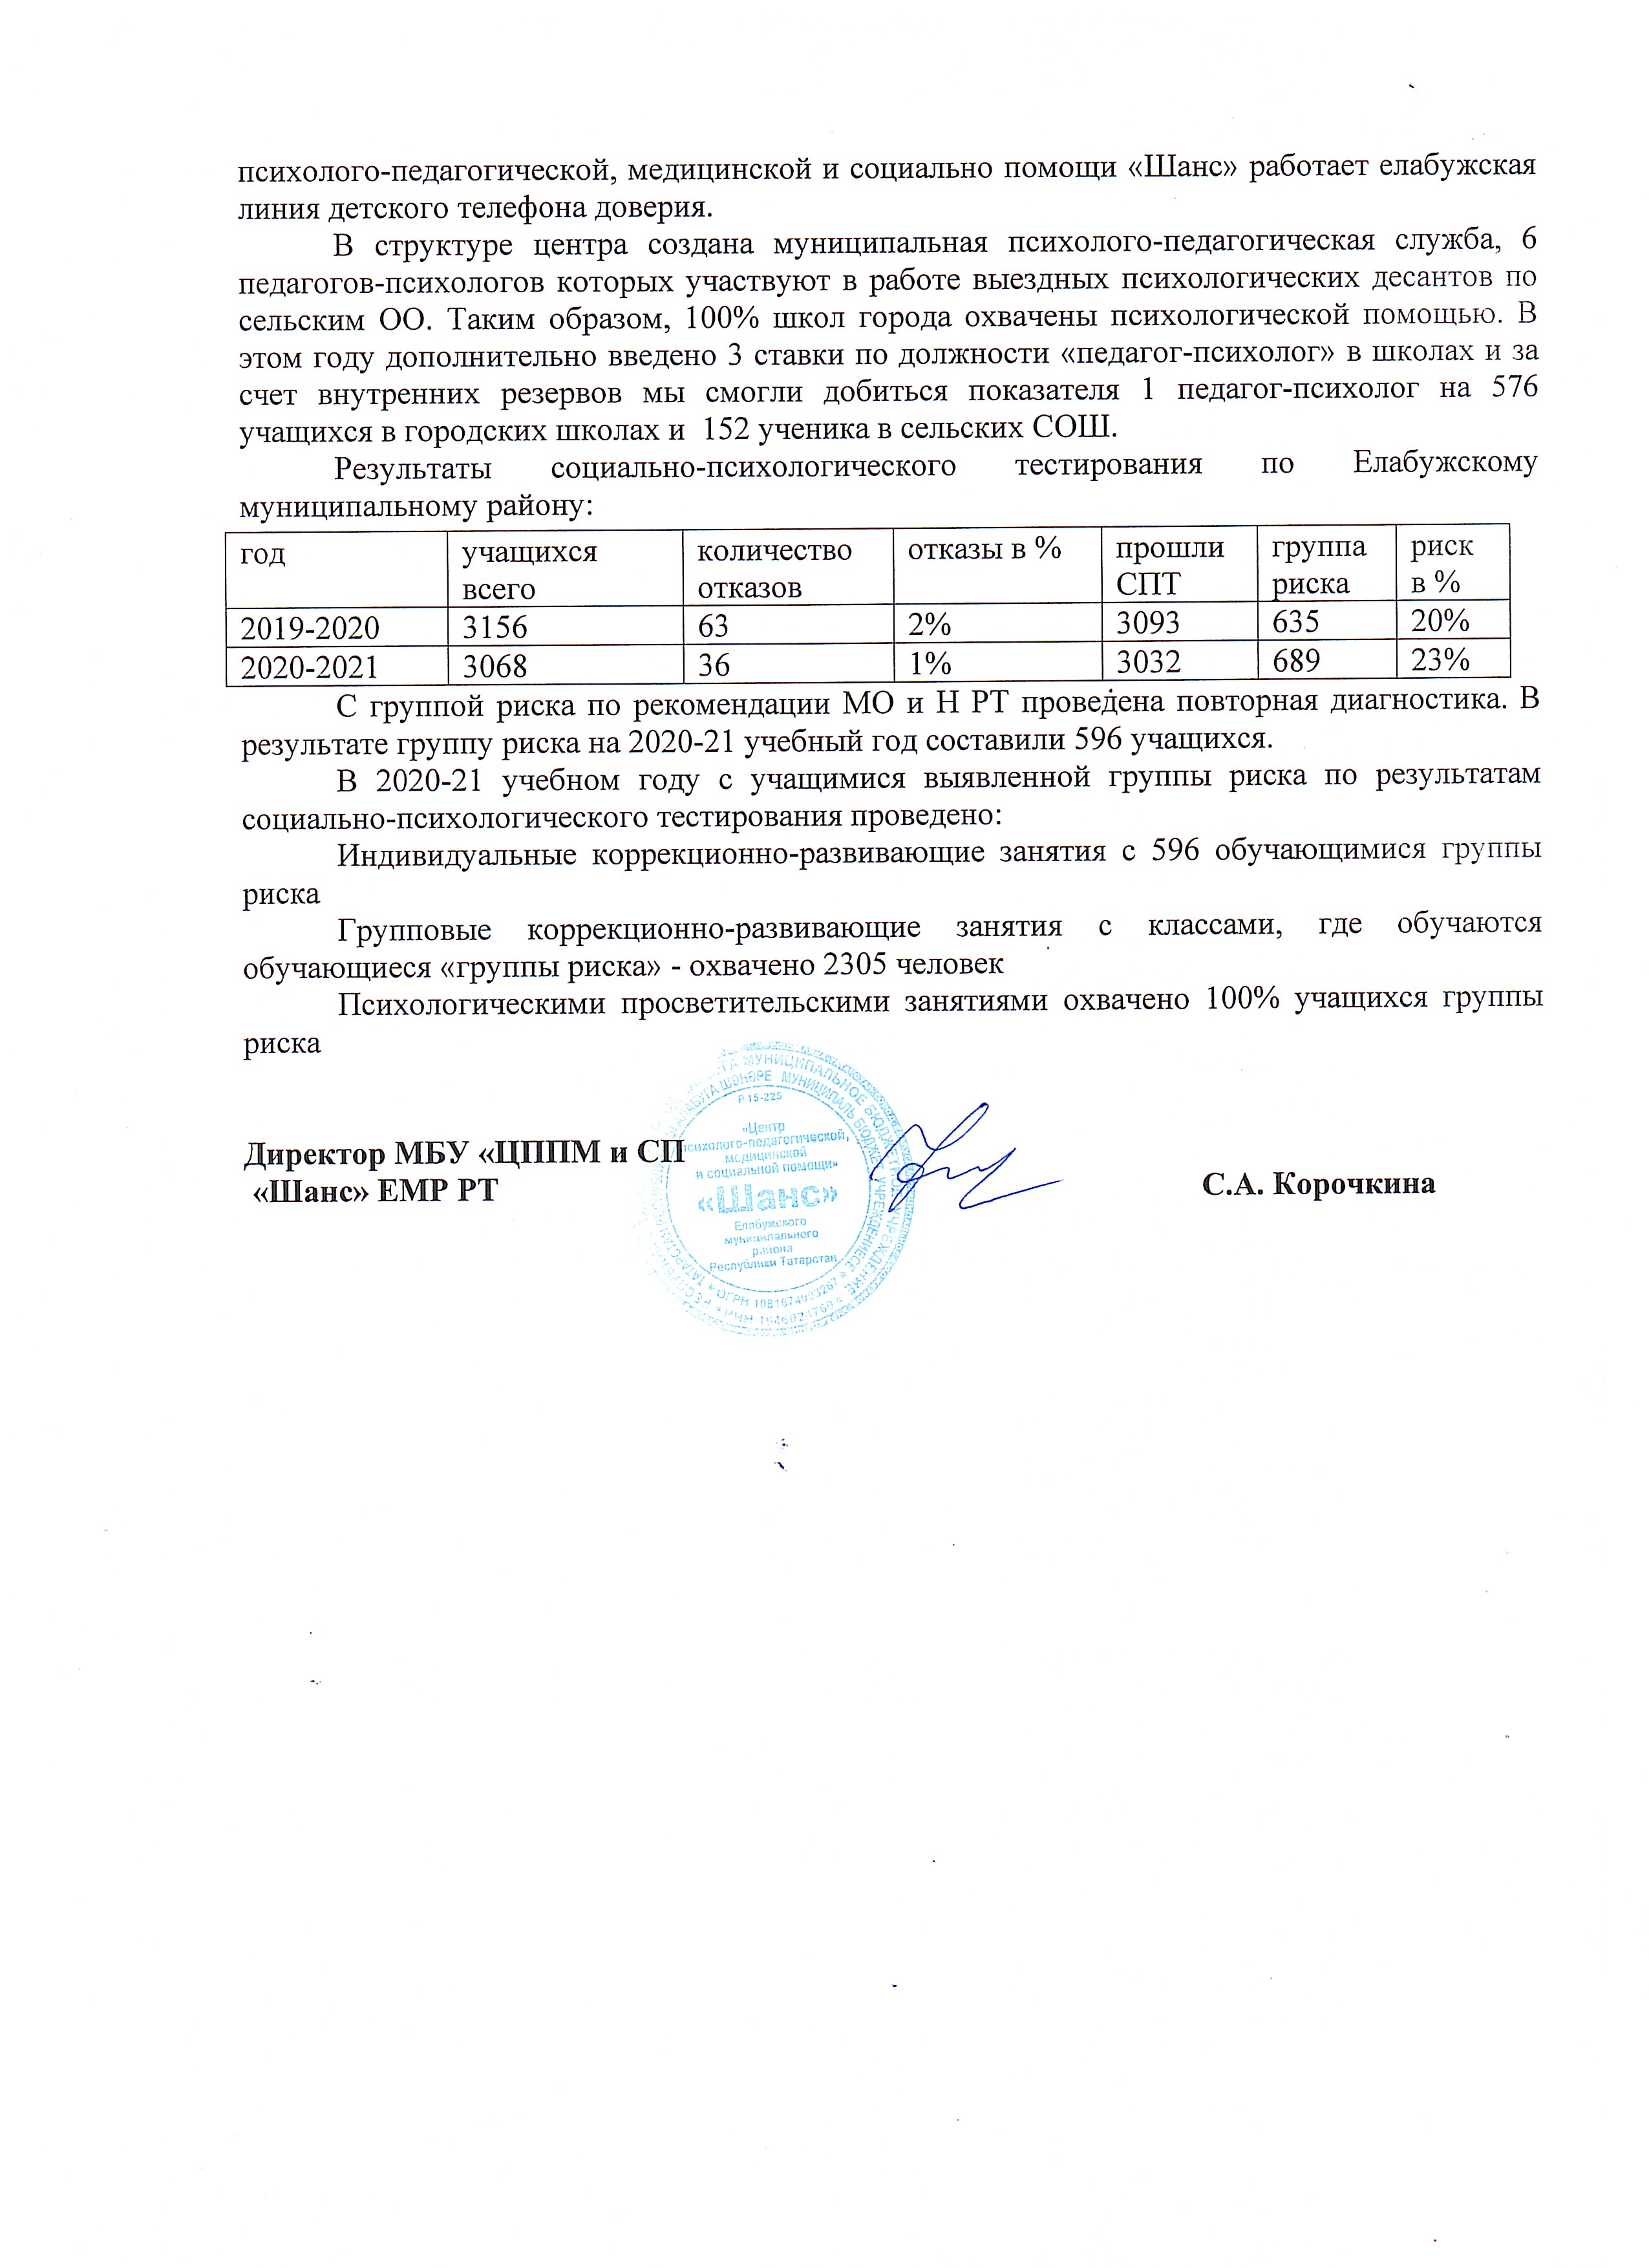 психолого-педагогической, медицинской и социально помощи «Шанс» работает елабужская
линия детского телефона доверия.
В структуре центра создана муниципальная психолого-педагогическая служба, 6
педагогов-психологов которых участвуют в работе выездных психологических десантов по
сельским ОО. Таким образом, 100% школ города охвачены психологической помощью. В
этом году дополнительно введено 3 ставки по должности «педагог-психолог» в школах и за
счет внутренних резервов мы смогли добиться показателя 1 педагог-психолог на 576
учащихся в городских школах и 152 ученика в сельских СОШ.
Результаты социально-психологического тестирования по Елабужскому
муниципальному району:
год учащихся всего количество отказов отказы в % прошли СПТ группа риска риск в %
2019-2020 3156 63 2% 3093 635 20%
2020-2021 3068 36 1% 3032 689 23%
С группой риска по рекомендации МО и Н РТ проведена повторная диагностика. В
результате группу риска на 2020-21 учебный год составили 596 учащихся.
В 2020-21 учебном году с учащимися выявленной группы риска по результатам
социально-психологического тестирования проведено:
Индивидуальные коррекционно-развивающие занятия с 596 обучающимися группы
риска
Групповые коррекционно-развивающие занятия с классами, где обучаются
обучающиеся «группы риска» - охвачено 2305 человек
Психологическими просветительскими занятиями охвачено 100% учащихся группы
риска
Директор МБУ «ЦППМ и СП
«Шанс» ЕМР РТ
С.А. Корочкина
МУНИЦИПАЛЬНОЕ БЮДЖЕТНОЕ УЧРЕЖДЕНИЕ
ШӘҺӘРЕ МУНИЦИПАЛЬ БЮДЖЕТ УЧРЕЖДЕНИЕСЕ
Р.15-225
«Центр
психолого-педагогической,
медицинской
и социальной помощи»
«Шанс»
Елабужского
муниципального
района
Республики Татарстан